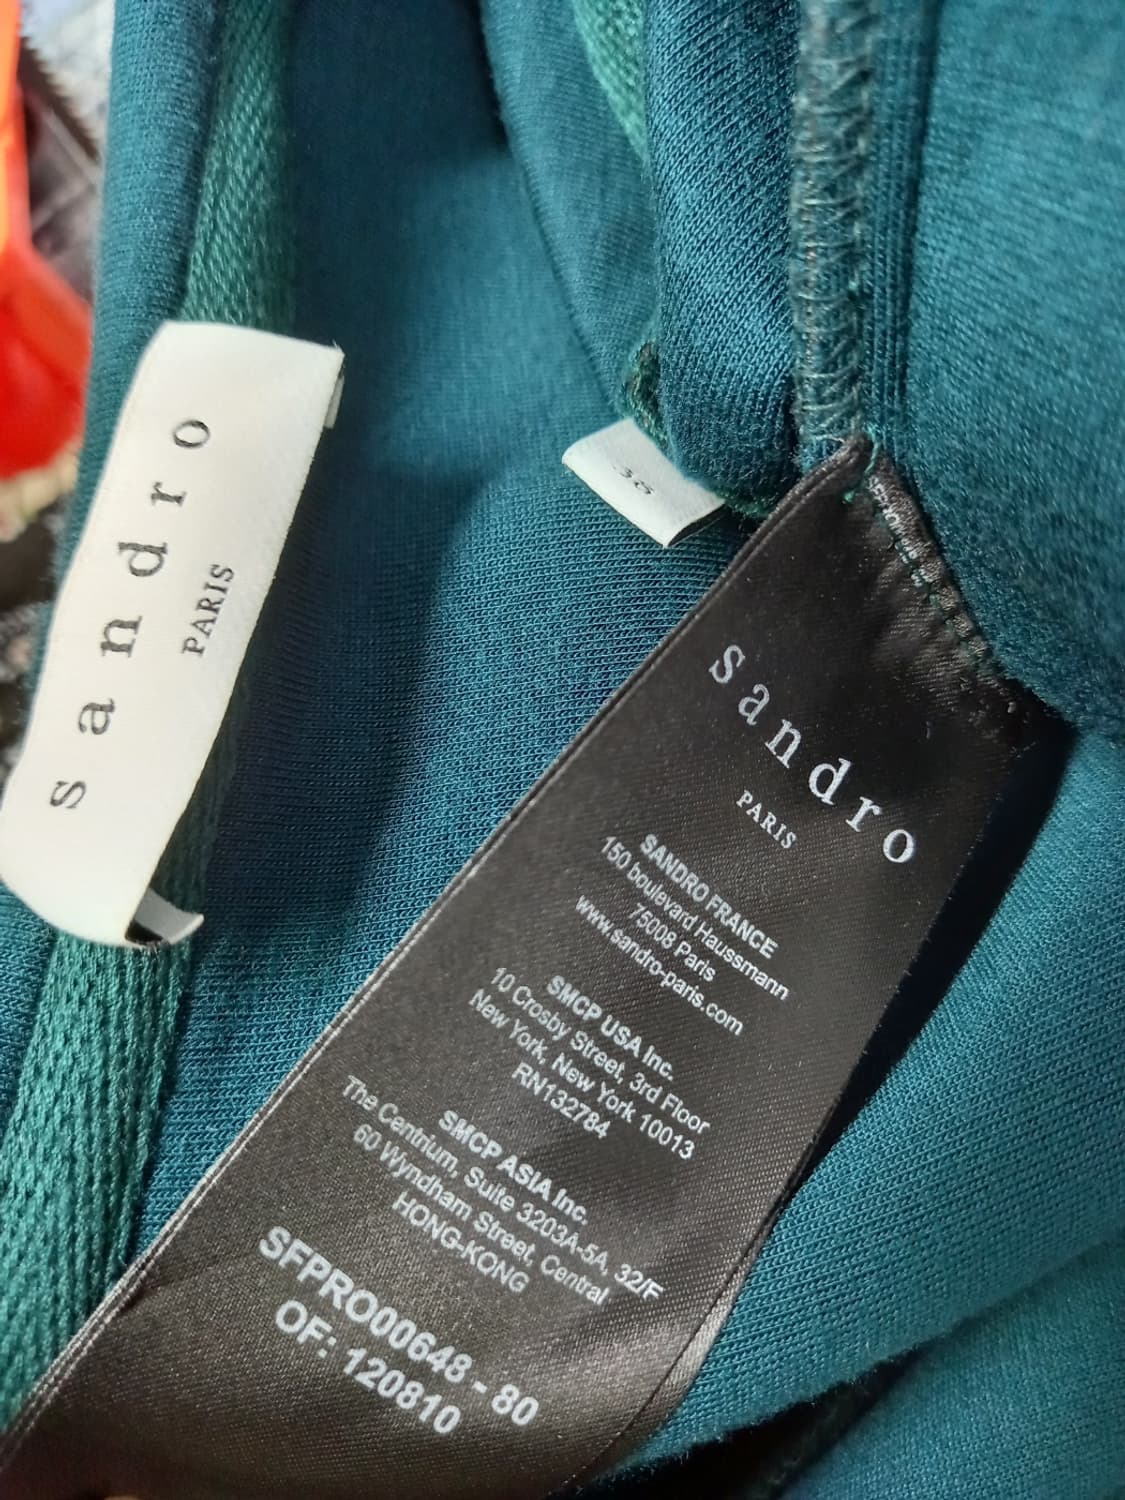 sandro
PARIS
36
sandro
PARIS
SANDRO FRANCE
150 boulevard Haussmann
75008 Paris
www.sandro-paris.com
SMCP USA Inc.
10 Crosby Street, 3rd Floor
New York, New York 10013
RN132784
SMCP ASIA Inc.
The Centrium, Suite 3203A-5A, 32/F
60 Wyndham Street, Central
HONG-KONG
SFPRO00648 - 80
OF: 120810